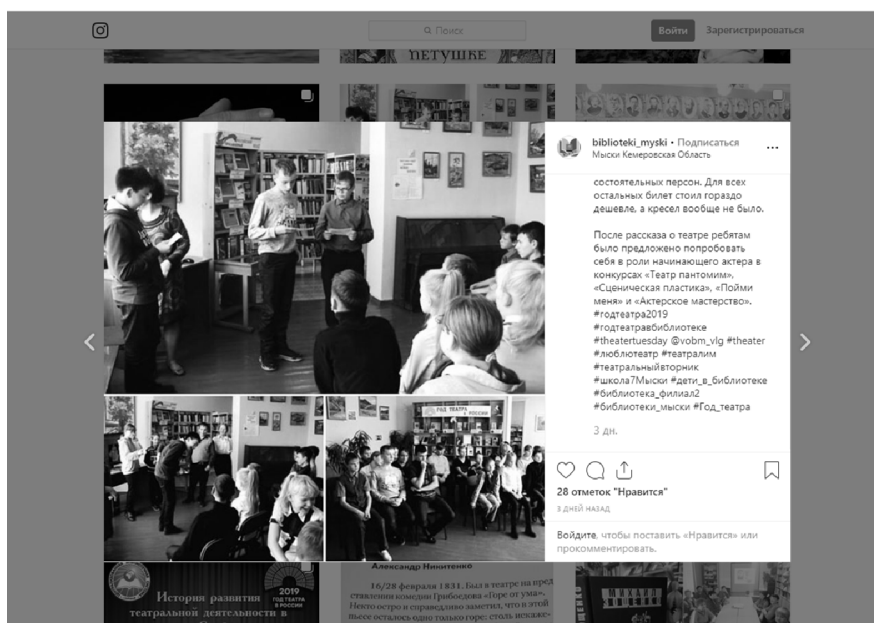 Поиск
Войти
Зарегистрироваться
ПЕТУШКЕ
biblioteki_myski • Подписаться
Мыски Кемеровская Область
состоятельных персон. Для всех
остальных билет стоил гораздо
дешевле, а кресел вообще не было.
После рассказа о театре ребятам
было предложено попробовать
себя в роли начинающего актера в
конкурсах «Театр пантомим»,
«Сценическая пластика», «Пойми
меня» и «Актерское мастерство».
#годтеатра2019
#годтеатравбиблиотеке
#theatertuesday @vobm_vlg #theater
#люблютеатр #театралим
#театральныйвторник
#школа7Мыски #дети_в_библиотеке
#библиотека_филиал2
#библиотеки_мыски #Год_театра
3 дн.
28 отметок "Нравится"
3 ДНЕЙ НАЗАД
Войдите, чтобы поставить «Нравится» или
прокомментировать.
ГОД ТЕАТРА
В РОССИИ
История развития
театральной деятельности в
2019
ГОД ТЕАТРА
В РОССИИ
Александр Никитенко
16/28 февраля 1831. Был в театре на пред
ставлении комедии Грибоедова «Горе от ума».
Некто остро и справедливо заметил, что в этой
пьесе осталось одно только горе: столь искаже-
МИХАИЛ